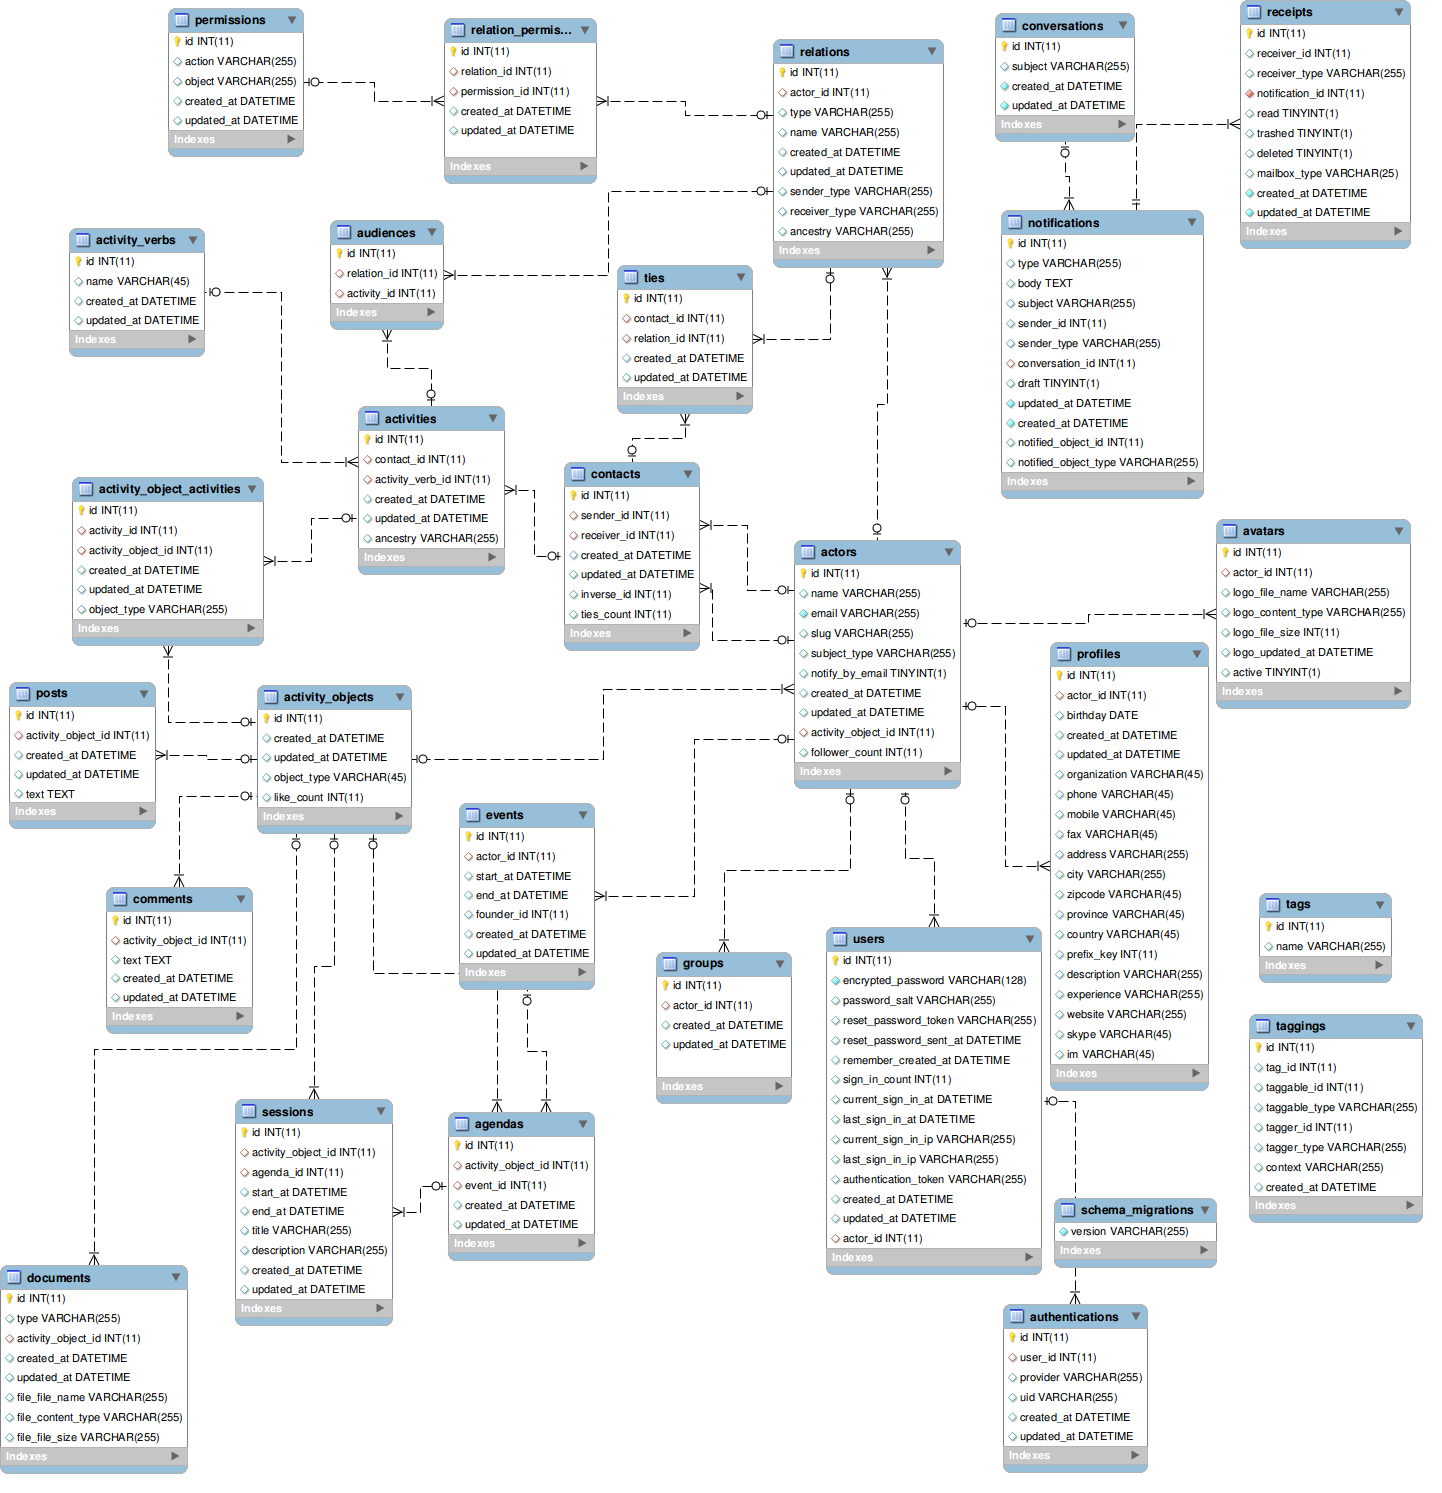 permissions
id INT(11)
action VARCHAR(255)
object VARCHAR(255)
created_at DATETIME
updated_at DATETIME
Indexes
relation_permis...
id INT(11)
relation_id INT(11)
permission_id INT(11)
created_at DATETIME
updated_at DATETIME
Indexes
relations
id INT(11)
actor_id INT(11)
type VARCHAR(255)
name VARCHAR(255)
created_at DATETIME
updated_at DATETIME
sender_type VARCHAR(255)
receiver_type VARCHAR(255)
ancestry VARCHAR(255)
Indexes
conversations
id INT(11)
subject VARCHAR(255)
created_at DATETIME
updated_at DATETIME
Indexes
receipts
id INT(11)
receiver_id INT(11)
receiver_type VARCHAR(255)
notification_id INT(11)
read TINYINT(1)
trashed TINYINT(1)
deleted TINYINT(1)
mailbox_type VARCHAR(25)
created_at DATETIME
updated_at DATETIME
Indexes
activity_verbs
id INT(11)
name VARCHAR(45)
created_at DATETIME
updated_at DATETIME
Indexes
audiences
id INT(11)
relation_id INT(11)
activity_id INT(11)
Indexes
ties
id INT(11)
contact_id INT(11)
relation_id INT(11)
created_at DATETIME
updated_at DATETIME
Indexes
notifications
id INT(11)
type VARCHAR(255)
body TEXT
subject VARCHAR(255)
sender_id INT(11)
sender_type VARCHAR(255)
conversation_id INT(11)
draft TINYINT(1)
updated_at DATETIME
created_at DATETIME
notified_object_id INT(11)
notified_object_type VARCHAR(255)
Indexes
activities
id INT(11)
contact_id INT(11)
activity_verb_id INT(11)
created_at DATETIME
updated_at DATETIME
ancestry VARCHAR(255)
Indexes
activity_object_activities
id INT(11)
activity_id INT(11)
activity_object_id INT(11)
created_at DATETIME
updated_at DATETIME
object_type VARCHAR(255)
Indexes
contacts
id INT(11)
sender_id INT(11)
receiver_id INT(11)
created_at DATETIME
updated_at DATETIME
inverse_id INT(11)
ties_count INT(11)
Indexes
actors
id INT(11)
name VARCHAR(255)
email VARCHAR(255)
slug VARCHAR(255)
subject_type VARCHAR(255)
notify_by_email TINYINT(1)
created_at DATETIME
updated_at DATETIME
activity_object_id INT(11)
follower_count INT(11)
Indexes
avatars
id INT(11)
actor_id INT(11)
logo_file_name VARCHAR(255)
logo_content_type VARCHAR(255)
logo_file_size INT(11)
logo_updated_at DATETIME
active TINYINT(1)
Indexes
profiles
id INT(11)
actor_id INT(11)
birthday DATE
created_at DATETIME
updated_at DATETIME
organization VARCHAR(45)
phone VARCHAR(45)
mobile VARCHAR(45)
fax VARCHAR(45)
address VARCHAR(255)
city VARCHAR(255)
zipcode VARCHAR(45)
province VARCHAR(45)
country VARCHAR(45)
prefix_key INT(11)
description VARCHAR(255)
experience VARCHAR(255)
website VARCHAR(255)
skype VARCHAR(45)
im VARCHAR(45)
Indexes
posts
id INT(11)
activity_object_id INT(11)
created_at DATETIME
updated_at DATETIME
text TEXT
Indexes
activity_objects
id INT(11)
created_at DATETIME
updated_at DATETIME
object_type VARCHAR(45)
like_count INT(11)
Indexes
events
id INT(11)
actor_id INT(11)
start_at DATETIME
end_at DATETIME
founder_id INT(11)
created_at DATETIME
updated_at DATETIME
Indexes
comments
id INT(11)
activity_object_id INT(11)
text TEXT
created_at DATETIME
updated_at DATETIME
Indexes
groups
id INT(11)
actor_id INT(11)
created_at DATETIME
updated_at DATETIME
Indexes
users
id INT(11)
encrypted_password VARCHAR(128)
password_salt VARCHAR(255)
reset_password_token VARCHAR(255)
reset_password_sent_at DATETIME
remember_created_at DATETIME
sign_in_count INT(11)
current_sign_in_at DATETIME
last_sign_in_at DATETIME
current_sign_in_ip VARCHAR(255)
last_sign_in_ip VARCHAR(255)
authentication_token VARCHAR(255)
created_at DATETIME
updated_at DATETIME
actor_id INT(11)
Indexes
tags
id INT(11)
name VARCHAR(255)
Indexes
taggings
id INT(11)
tag_id INT(11)
taggable_id INT(11)
taggable_type VARCHAR(255)
tagger_id INT(11)
tagger_type VARCHAR(255)
context VARCHAR(255)
created_at DATETIME
Indexes
sessions
id INT(11)
activity_object_id INT(11)
agenda_id INT(11)
start_at DATETIME
end_at DATETIME
title VARCHAR(255)
description VARCHAR(255)
created_at DATETIME
updated_at DATETIME
Indexes
agendas
id INT(11)
activity_object_id INT(11)
event_id INT(11)
created_at DATETIME
updated_at DATETIME
Indexes
schema_migrations
version VARCHAR(255)
Indexes
documents
id INT(11)
type VARCHAR(255)
activity_object_id INT(11)
created_at DATETIME
updated_at DATETIME
file_file_name VARCHAR(255)
file_content_type VARCHAR(255)
file_file_size VARCHAR(255)
Indexes
authentications
id INT(11)
user_id INT(11)
provider VARCHAR(255)
uid VARCHAR(255)
created_at DATETIME
updated_at DATETIME
Indexes